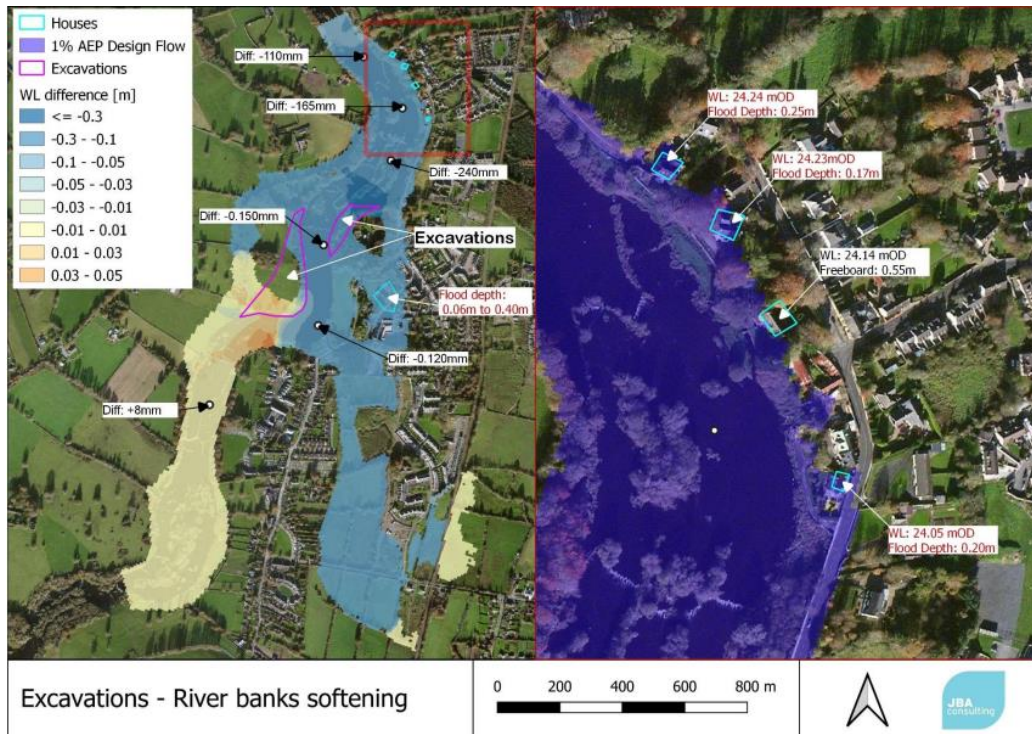 Houses
1% AEP Design Flow
Excavations
WL difference [m]
<= -0.3
-0.3 - -0.1
-0.1 - -0.05
-0.05 - -0.03
-0.03 - -0.01
-0.01 - 0.01
0.01 - 0.03
0.03 - 0.05
Diff: -110mm
Diff: -165mm
Diff: -240mm
Diff: -0.150mm
Excavations
Flood depth:
0.06m to 0.40m
Diff: -0.120mm
Diff: +8mm
WL: 24.24 mOD
Flood Depth: 0.25m
WL: 24.23mOD
Flood Depth: 0.17m
WL: 24.14 mOD
Freeboard: 0.55m
WL: 24.05 mOD
Flood Depth: 0.20m
Excavations - River banks softening
0 200 400 600 800 m
JBA
consulting